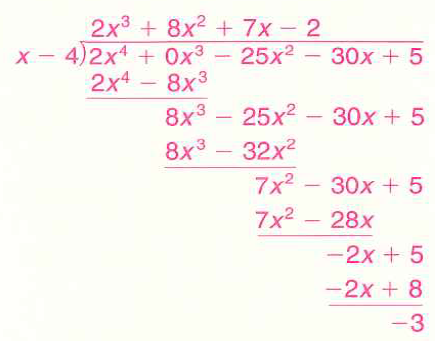 2x³ + 8x² + 7x − 2
x − 4)2x⁴ + 0x³ − 25x² − 30x + 5
2x⁴ − 8x³
8x³ − 25x² − 30x + 5
8x³ − 32x²
7x² − 30x + 5
7x² − 28x
−2x + 5
−2x + 8
−3